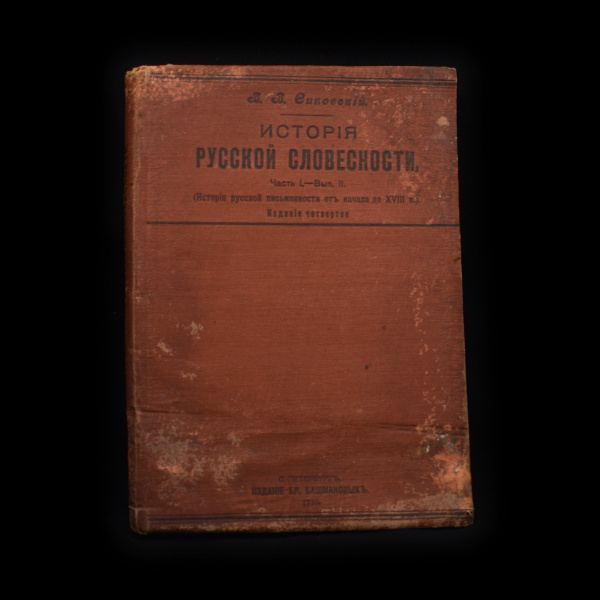 В. В. Сиповскій.
ИСТОРІЯ
РУССКОЙ СЛОВЕСНОСТИ,
Часть I.—Вып. II.
(Исторія русской письменности отъ начала до XVIII в.).
Изданіе четвертое
С.-ПЕТЕРБУРГЪ.
ИЗДАНІЕ БР. БАШМАКОВЫХЪ.